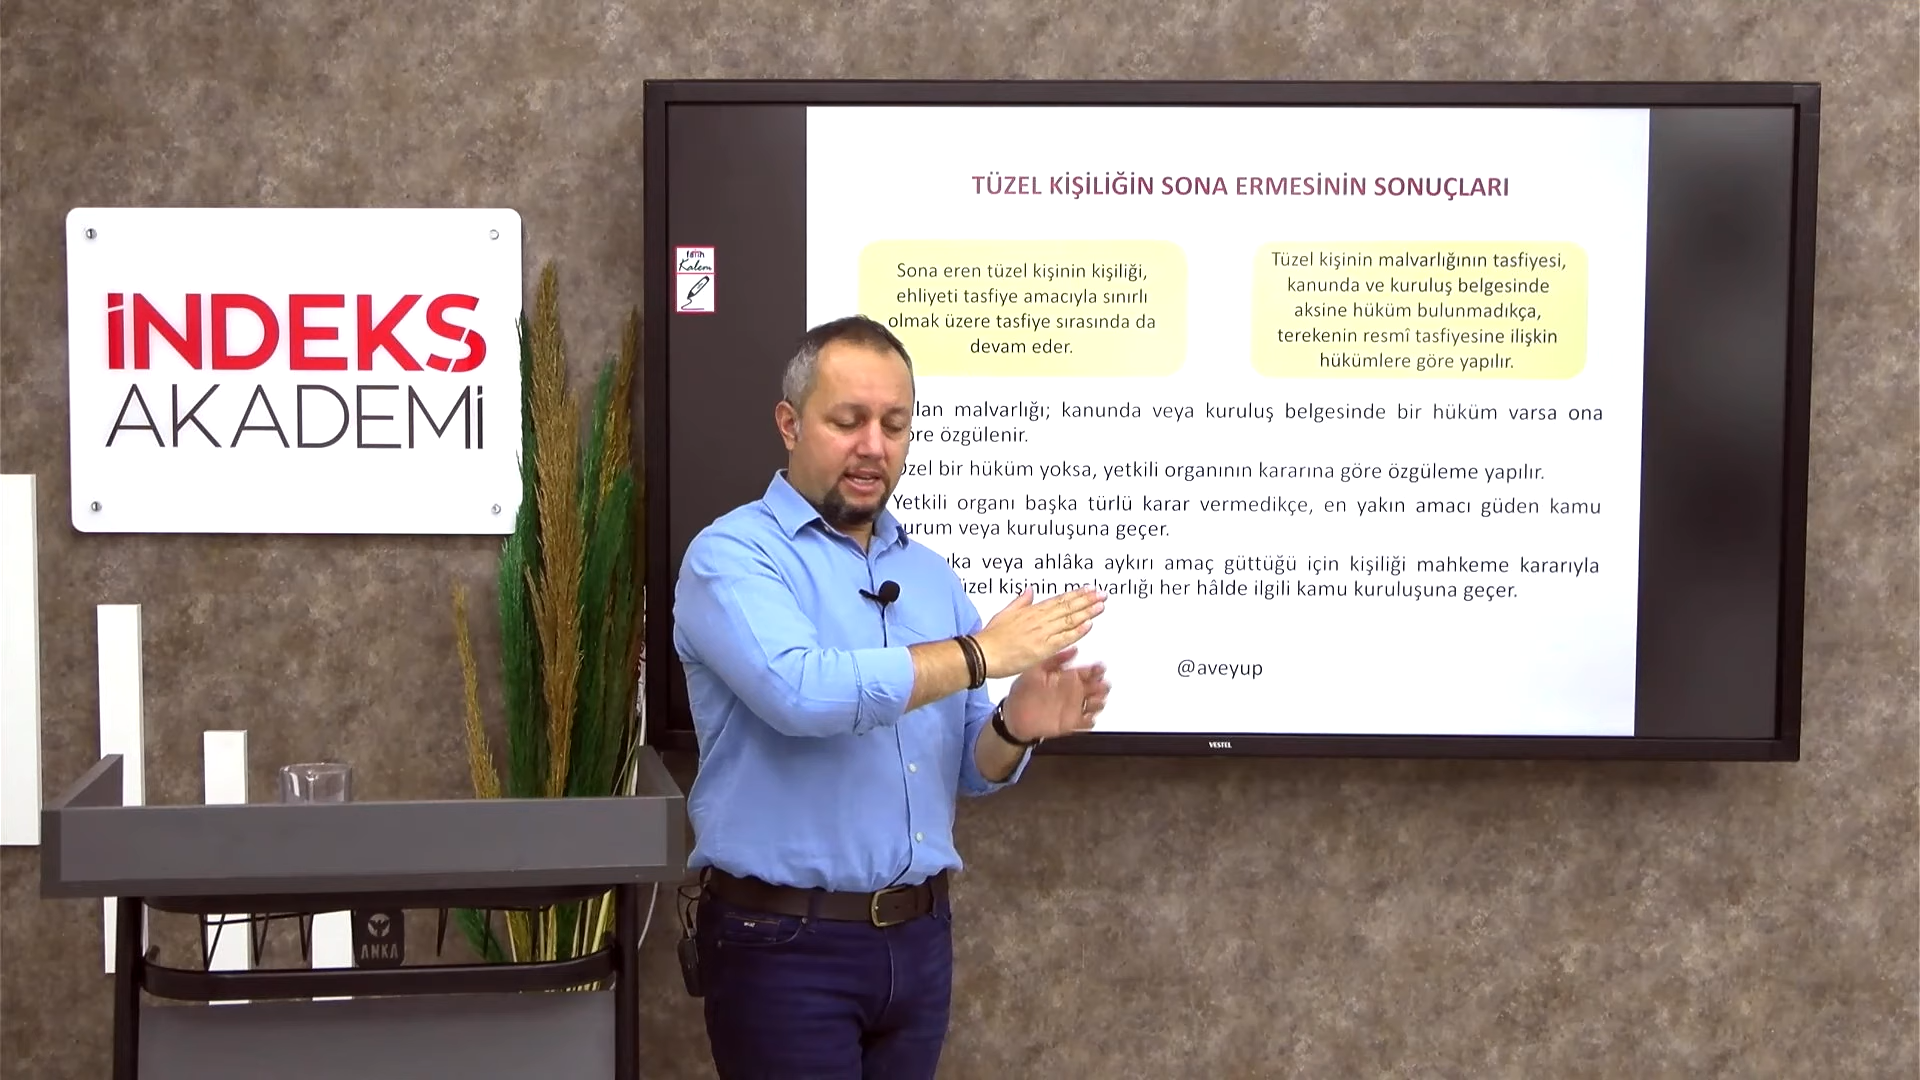 İNDEKS
AKADEMİ
Kalem
TÜZEL KİŞİLİĞİN SONA ERMESİNİN SONUÇLARI
Sona eren tüzel kişinin kişiliği,
ehliyeti tasfiye amacıyla sınırlı
olmak üzere tasfiye sırasında da
devam eder.
Tüzel kişinin malvarlığının tasfiyesi,
kanunda ve kuruluş belgesinde
aksine hüküm bulunmadıkça,
terekenin resmî tasfiyesine ilişkin
hükümlere göre yapılır.
malvarlığı; kanunda veya kuruluş belgesinde bir hüküm varsa ona
özgülenir.
Özel bir hüküm yoksa, yetkili organının kararına göre özgüleme yapılır.
Yetkili organı başka türlü karar vermedikçe, en yakın amacı güden kamu
kurum veya kuruluşuna geçer.
veya ahlâka aykırı amaç güttüğü için kişiliği mahkeme kararıyla
tüzel kişinin malvarlığı her hâlde ilgili kamu kuruluşuna geçer.
@aveyup
VESTEL
ANKA